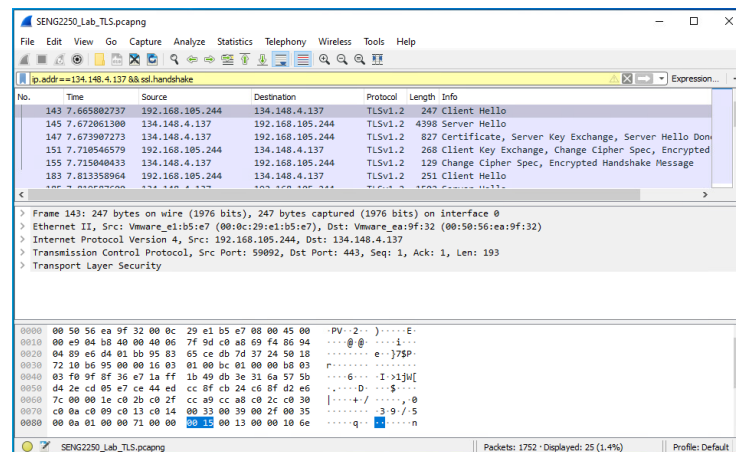 SENG2250_Lab_TLS.pcapng
File Edit View Go Capture Analyze Statistics Telephony Wireless Tools Help
ip.addr==134.148.4.137 && ssl.handshake
Expression...
No. Time Source Destination Protocol Length Info
143 7.665802737 192.168.105.244 134.148.4.137 TLSv1.2 247 Client Hello
145 7.672061300 134.148.4.137 192.168.105.244 TLSv1.2 4398 Server Hello
147 7.673907273 134.148.4.137 192.168.105.244 TLSv1.2 827 Certificate, Server Key Exchange, Server Hello Don
151 7.710546579 192.168.105.244 134.148.4.137 TLSv1.2 268 Client Key Exchange, Change Cipher Spec, Encrypted
155 7.715040433 134.148.4.137 192.168.105.244 TLSv1.2 129 Change Cipher Spec, Encrypted Handshake Message
183 7.813358964 192.168.105.244 134.148.4.137 TLSv1.2 251 Client Hello
Frame 143: 247 bytes on wire (1976 bits), 247 bytes captured (1976 bits) on interface 0
Ethernet II, Src: Vmware_e1:b5:e7 (00:0c:29:e1:b5:e7), Dst: Vmware_ea:9f:32 (00:50:56:ea:9f:32)
Internet Protocol Version 4, Src: 192.168.105.244, Dst: 134.148.4.137
Transmission Control Protocol, Src Port: 59092, Dst Port: 443, Seq: 1, Ack: 1, Len: 193
Transport Layer Security
0000 00 50 56 ea 9f 32 00 0c 29 e1 b5 e7 08 00 45 00 ·PV··2·· )·····E·
0010 00 e9 04 b8 40 00 40 06 7f 9d c0 a8 69 f4 86 94 ····@·@· ····i···
0020 04 89 e6 d4 01 bb 95 83 65 ce db 7d 37 24 50 18 ········ e··}7$P·
0030 72 10 b6 95 00 00 16 03 01 00 bc 01 00 00 b8 03 r······· ········
0040 03 f0 9f 8f 36 ea 7f ff 1b 49 db 3e 31 6a 57 5b ····6··· ·I·>1jW[
0050 d4 2e cd 05 e7 ce 44 ed cc 8f cb 24 c6 8f d2 e6 ·.····D· ···$····
0060 7c 00 00 1e c0 2b c0 2f cc a9 cc a8 c0 2c c0 30 |····+·/ ·····,·0
0070 c0 0a c0 09 c0 13 c0 14 00 33 00 39 00 2f 00 35 ········ ·3·9·/·5
0080 00 0a 01 00 00 71 00 00 00 15 00 13 00 00 10 6e ·····q·· ·······n
SENG2250_Lab_TLS.pcapng
Packets: 1752 · Displayed: 25 (1.4%)
Profile: Default